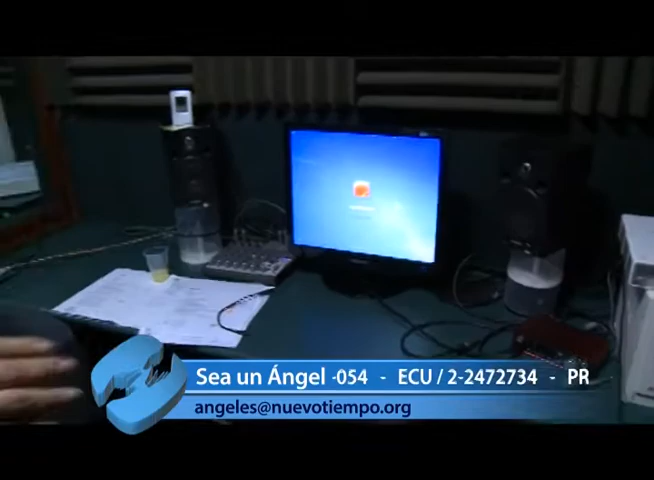 Sea un Ángel -054 - ECU / 2-2472734 - PR
angeles@nuevotiempo.org